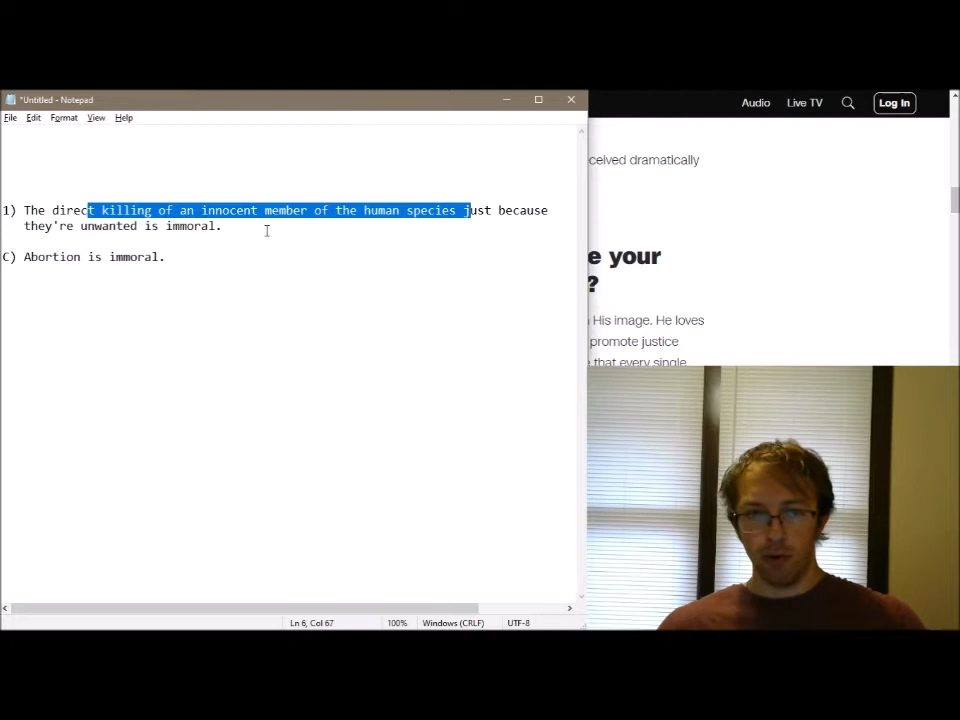 *Untitled - Notepad
File Edit Format View Help
1) The direct killing of an innocent member of the human species just because
they're unwanted is immoral.
C) Abortion is immoral.
Ln 6, Col 67 100% Windows (CRLF) UTF-8
Audio Live TV Log In
ceived dramatically
e your
?
His image. He loves
promote justice
e that every single